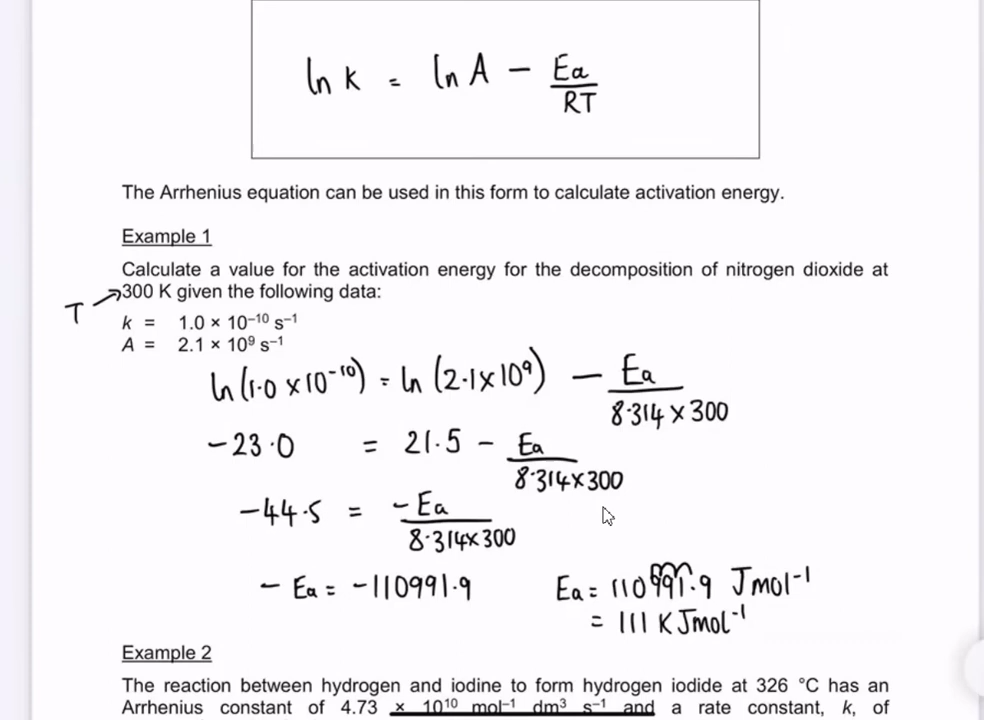 ln k = ln A - Ea/RT
The Arrhenius equation can be used in this form to calculate activation energy.
Example 1
Calculate a value for the activation energy for the decomposition of nitrogen dioxide at
T → 300 K given the following data:
k = 1.0 × 10⁻¹⁰ s⁻¹
A = 2.1 × 10⁹ s⁻¹
ln (1.0 × 10⁻¹⁰) = ln (2.1 × 10⁹) - Ea/8.314 × 300
-23.0 = 21.5 - Ea/8.314×300
-44.5 = -Ea/8.314×300
- Ea = -110991.9 Ea = 110991.9 Jmol⁻¹
= 111 KJmol⁻¹
Example 2
The reaction between hydrogen and iodine to form hydrogen iodide at 326 °C has an
Arrhenius constant of 4.73 × 10¹⁰ mol⁻¹ dm³ s⁻¹ and a rate constant, k, of